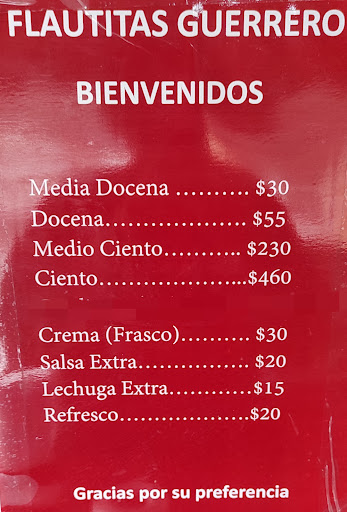 FLAUTITAS GUERRERO
BIENVENIDOS
Media Docena .......... $30
Docena................... $55
Medio Ciento........... $230
Ciento.....................$460
Crema (Frasco).......... $30
Salsa Extra................ $20
Lechuga Extra............$15
Refresco..................$20
Gracias por su preferencia